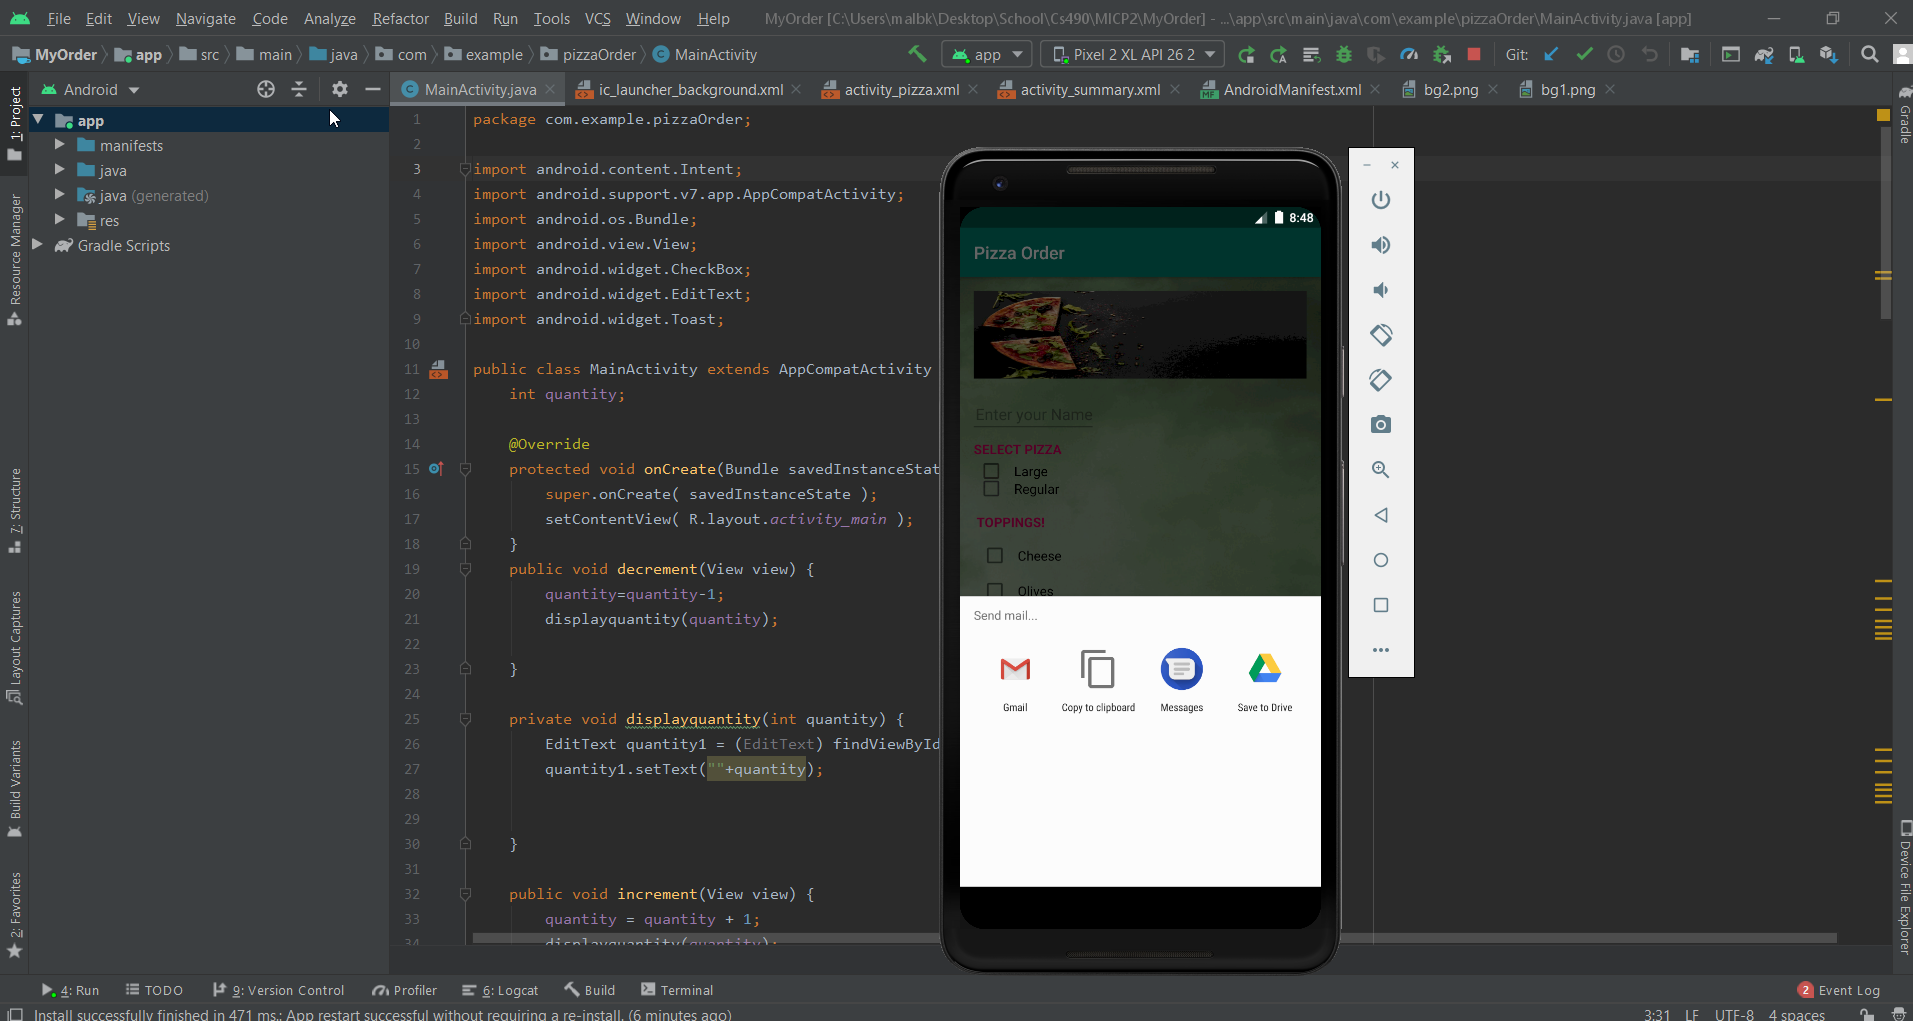 File Edit View Navigate Code Analyze Refactor Build Run Tools VCS Window Help MyOrder [C:\Users\malbk\Desktop\School\Cs490\MICP2\MyOrder] - ...\app\src\main\java\com\example\pizzaOrder\MainActivity.java [app]
MyOrder app src main java com example pizzaOrder MainActivity app Pixel 2 XL API 26 2 Git:
Android MainActivity.java ic_launcher_background.xml activity_pizza.xml activity_summary.xml AndroidManifest.xml bg2.png bg1.png
1: Project
Resource Manager
7: Structure
Layout Captures
Build Variants
2: Favorites
app
manifests
java
java (generated)
res
Gradle Scripts
1 package com.example.pizzaOrder;
2
3 import android.content.Intent;
4 import android.support.v7.app.AppCompatActivity;
5 import android.os.Bundle;
6 import android.view.View;
7 import android.widget.CheckBox;
8 import android.widget.EditText;
9 import android.widget.Toast;
10
11 public class MainActivity extends AppCompatActivity
12 int quantity;
13
14 @Override
15 protected void onCreate(Bundle savedInstanceStat
16 super.onCreate( savedInstanceState );
17 setContentView( R.layout.activity_main );
18 }
19 public void decrement(View view) {
20 quantity=quantity-1;
21 displayquantity(quantity);
22
23 }
24
25 private void displayquantity(int quantity) {
26 EditText quantity1 = (EditText) findViewById
27 quantity1.setText(""+quantity);
28
29
30 }
31
32 public void increment(View view) {
33 quantity = quantity + 1;
34 displayquantity(quantity);
8:48
Pizza Order
Enter your Name
SELECT PIZZA
Large
Regular
TOPPINGS!
Cheese
Olives
Send mail...
Gmail Copy to clipboard Messages Save to Drive
Gradle
Device File Explorer
4: Run TODO 9: Version Control Profiler 6: Logcat Build Terminal 2 Event Log
Install successfully finished in 471 ms.: App restart successful without requiring a re-install. (6 minutes ago) 3:31 LF UTF-8 4 spaces